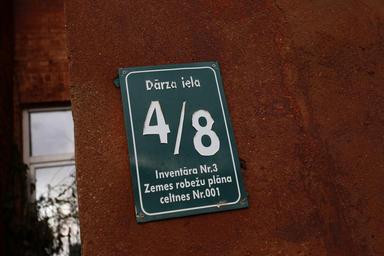 Dārza iela
4/8
Inventāra Nr.3
Zemes robežu plāna
celtnes Nr.001